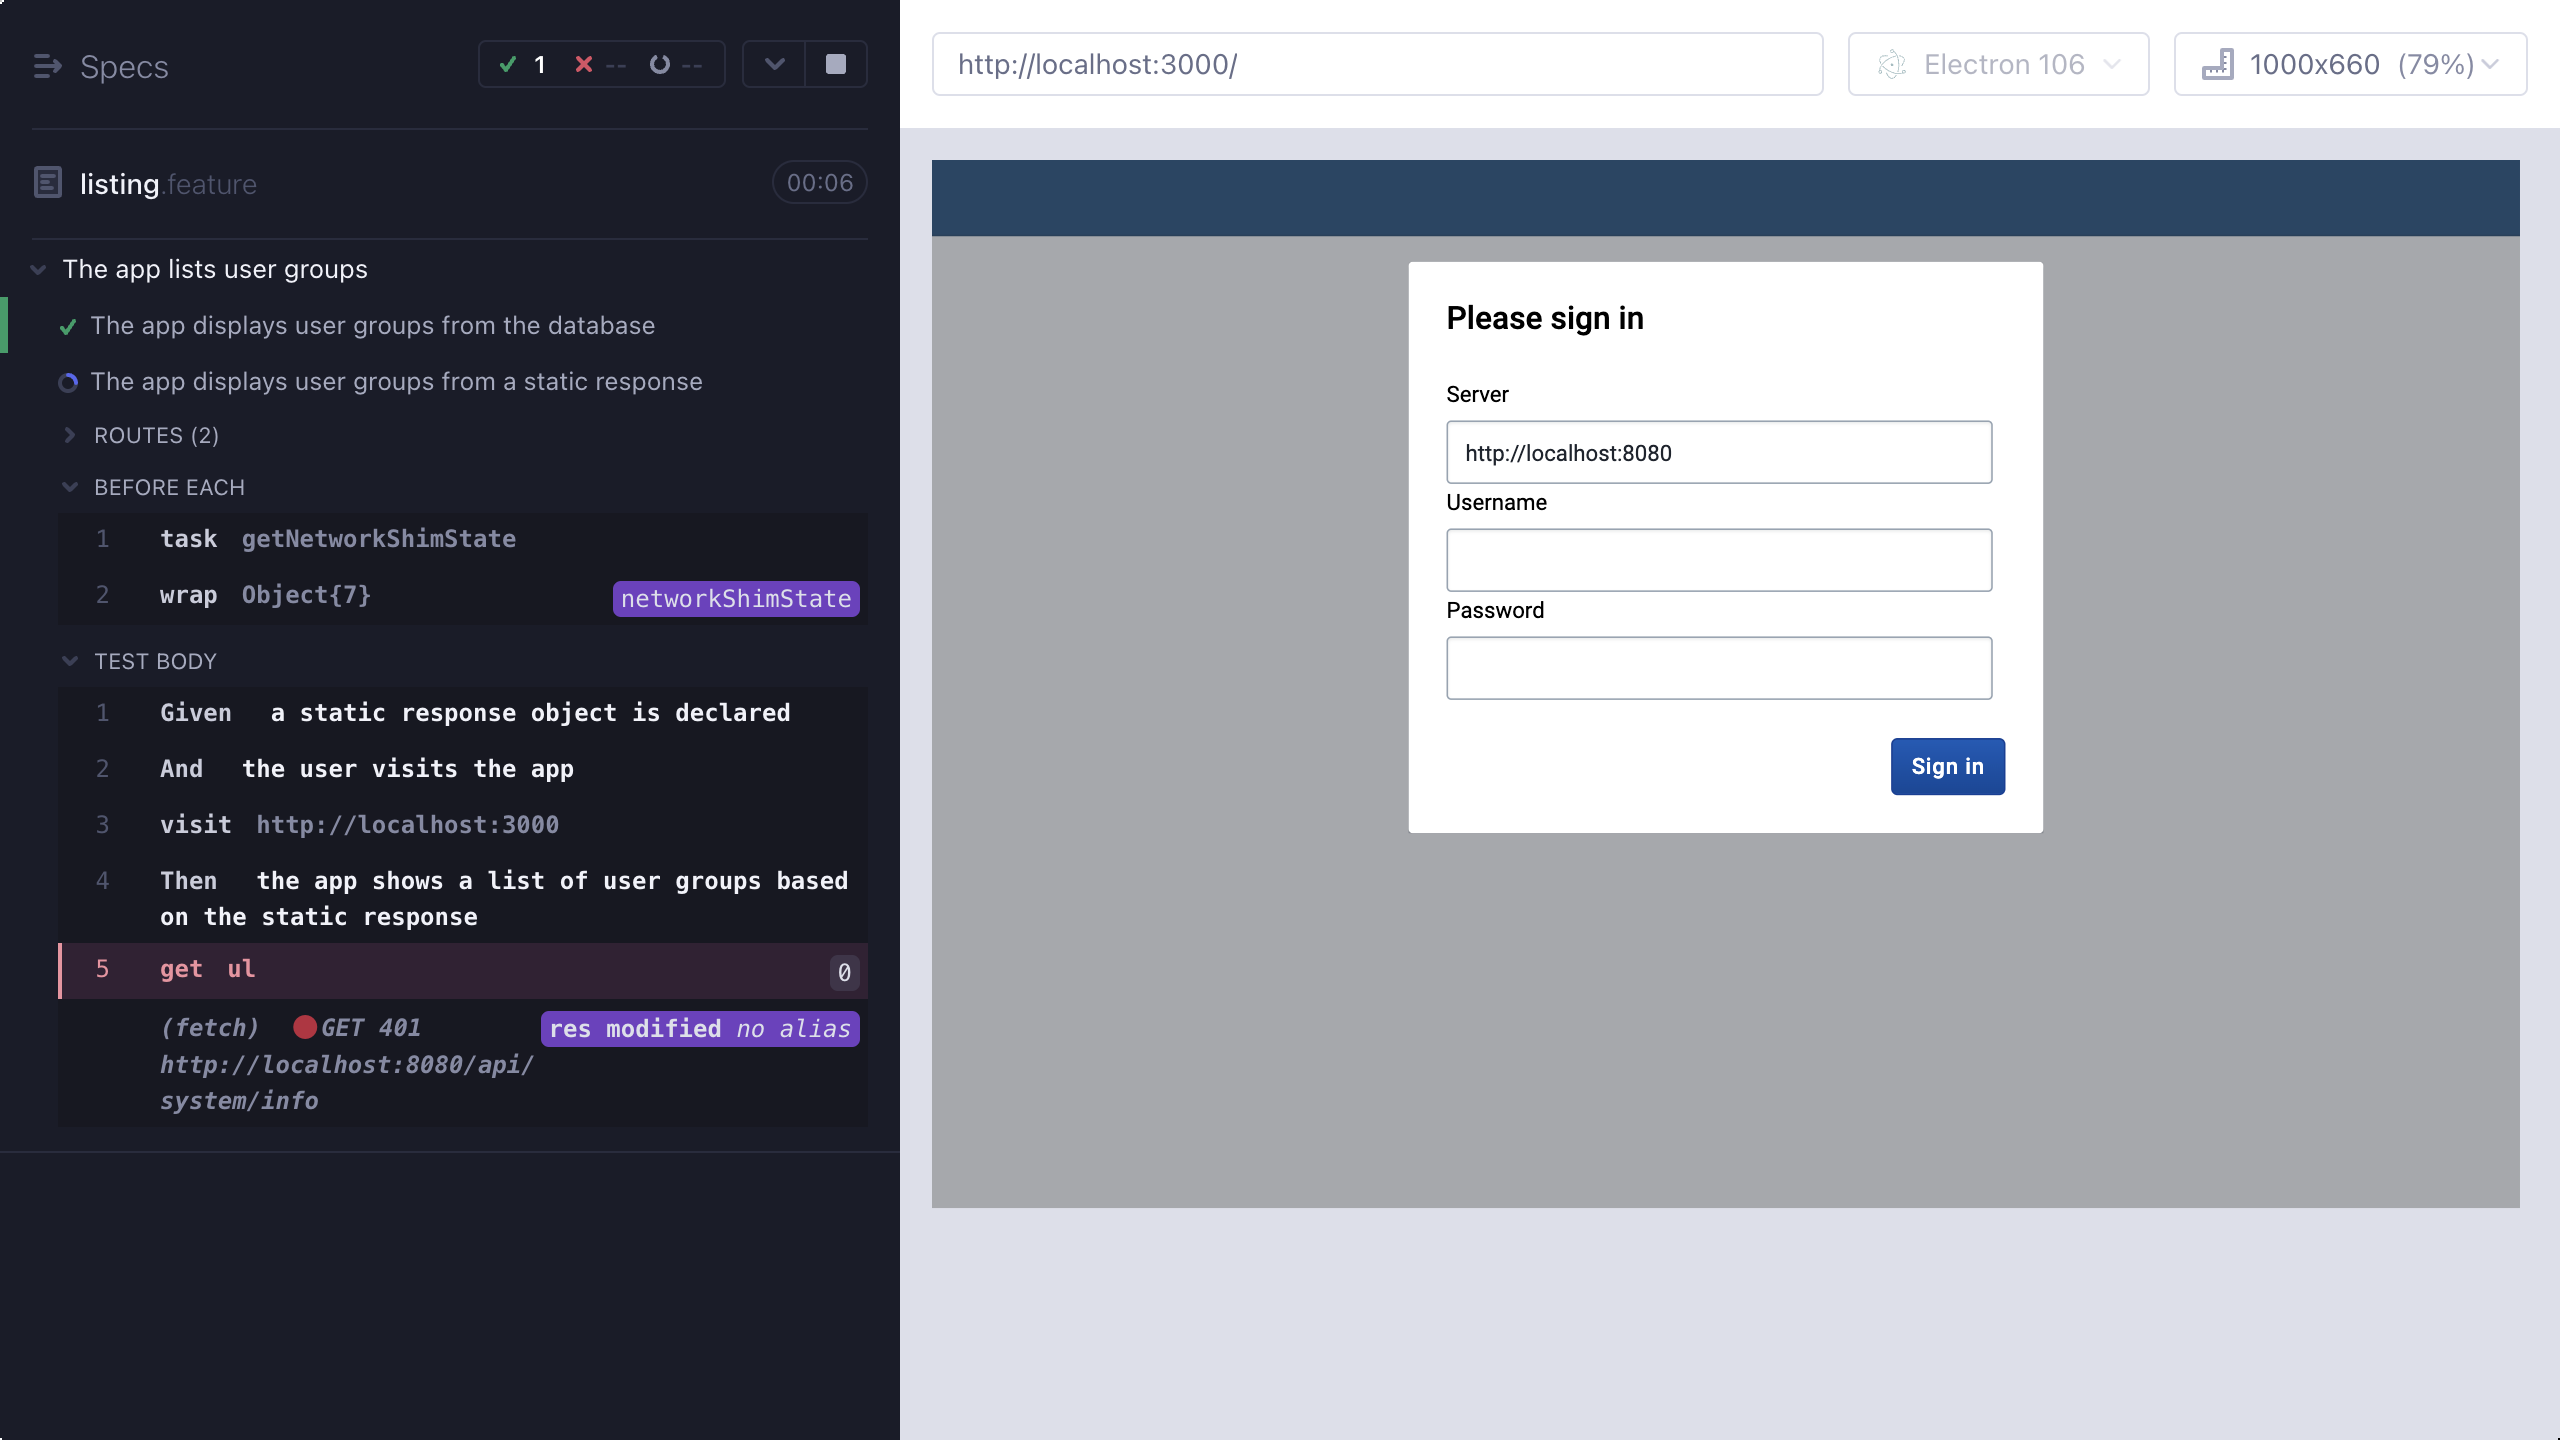 Specs
1 -- --
listing.feature 00:06
The app lists user groups
The app displays user groups from the database
The app displays user groups from a static response
ROUTES (2)
BEFORE EACH
1 task getNetworkShimState
2 wrap Object{7} networkShimState
TEST BODY
1 Given a static response object is declared
2 And the user visits the app
3 visit http://localhost:3000
4 Then the app shows a list of user groups based
on the static response
5 get ul 0
(fetch) GET 401 res modified no alias
http://localhost:8080/api/
system/info
http://localhost:3000/
Electron 106
1000x660 (79%)
Please sign in
Server
http://localhost:8080
Username
Password
Sign in